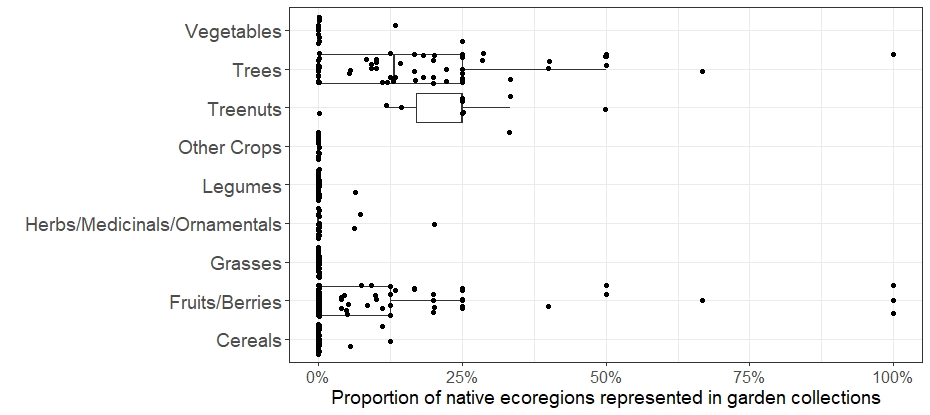 Vegetables
Trees
Treenuts
Other Crops
Legumes
Herbs/Medicinals/Ornamentals
Grasses
Fruits/Berries
Cereals
0% 25% 50% 75% 100%
Proportion of native ecoregions represented in garden collections